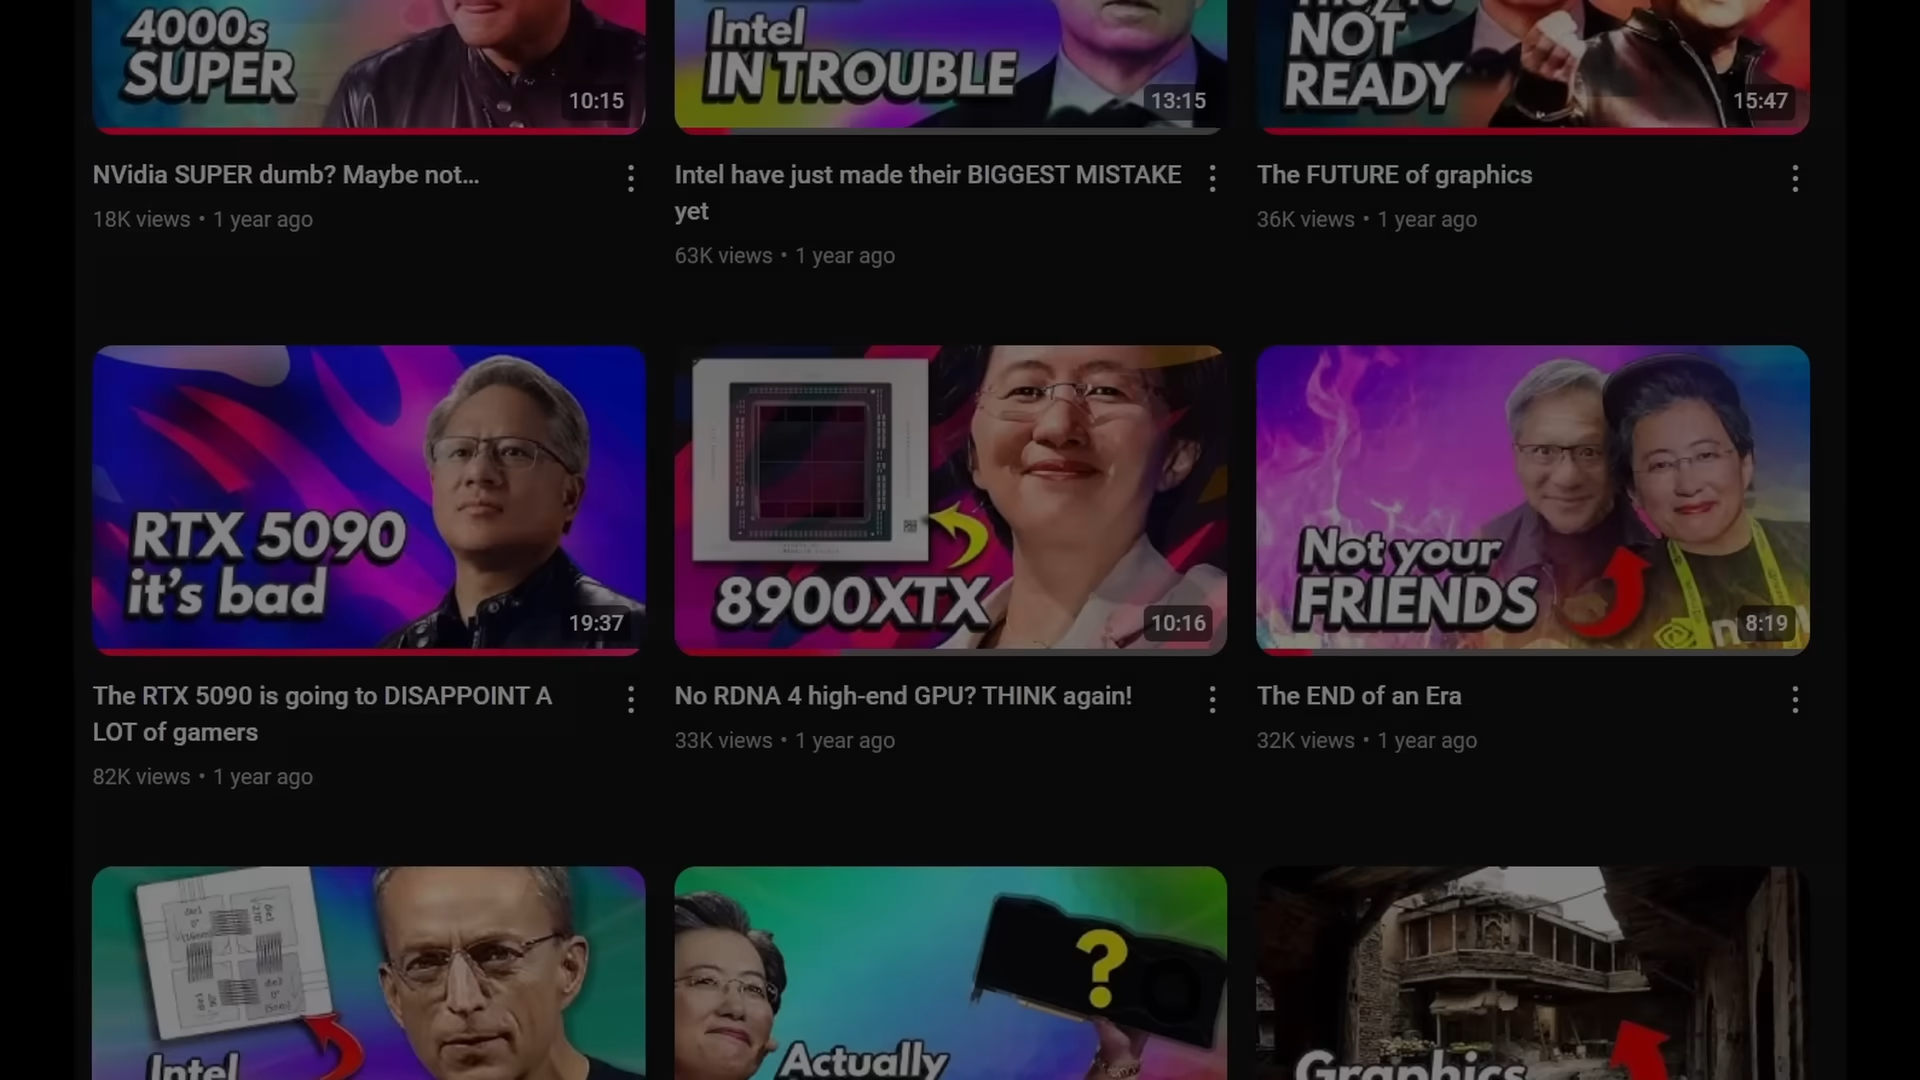 4000s
SUPER
10:15
Intel
IN TROUBLE
13:15
They're
NOT
READY
15:47
NVidia SUPER dumb? Maybe not...
18K views • 1 year ago
Intel have just made their BIGGEST MISTAKE
yet
63K views • 1 year ago
The FUTURE of graphics
36K views • 1 year ago
RTX 5090
it's bad
19:37
8900XTX
10:16
Not your
FRIENDS
8:19
The RTX 5090 is going to DISAPPOINT A
LOT of gamers
82K views • 1 year ago
No RDNA 4 high-end GPU? THINK again!
33K views • 1 year ago
The END of an Era
32K views • 1 year ago
Intel
Actually
Graphics